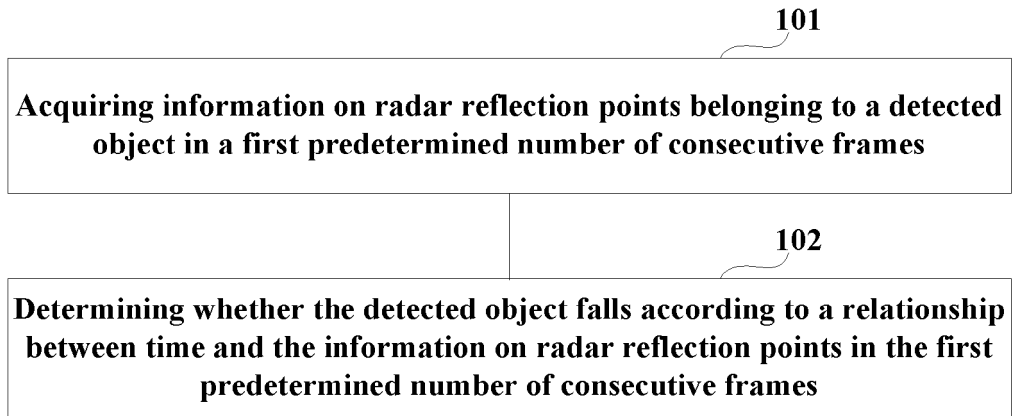 101
Acquiring information on radar reflection points belonging to a detected
object in a first predetermined number of consecutive frames
102
Determining whether the detected object falls according to a relationship
between time and the information on radar reflection points in the first
predetermined number of consecutive frames